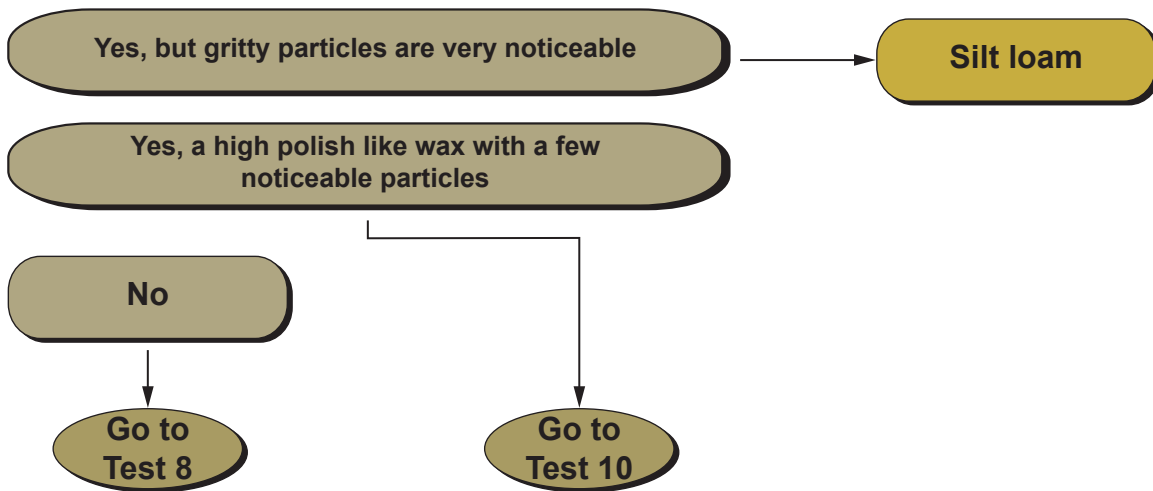 Yes, but gritty particles are very noticeable
Silt loam
Yes, a high polish like wax with a few
noticeable particles
No
Go to
Test 8
Go to
Test 10